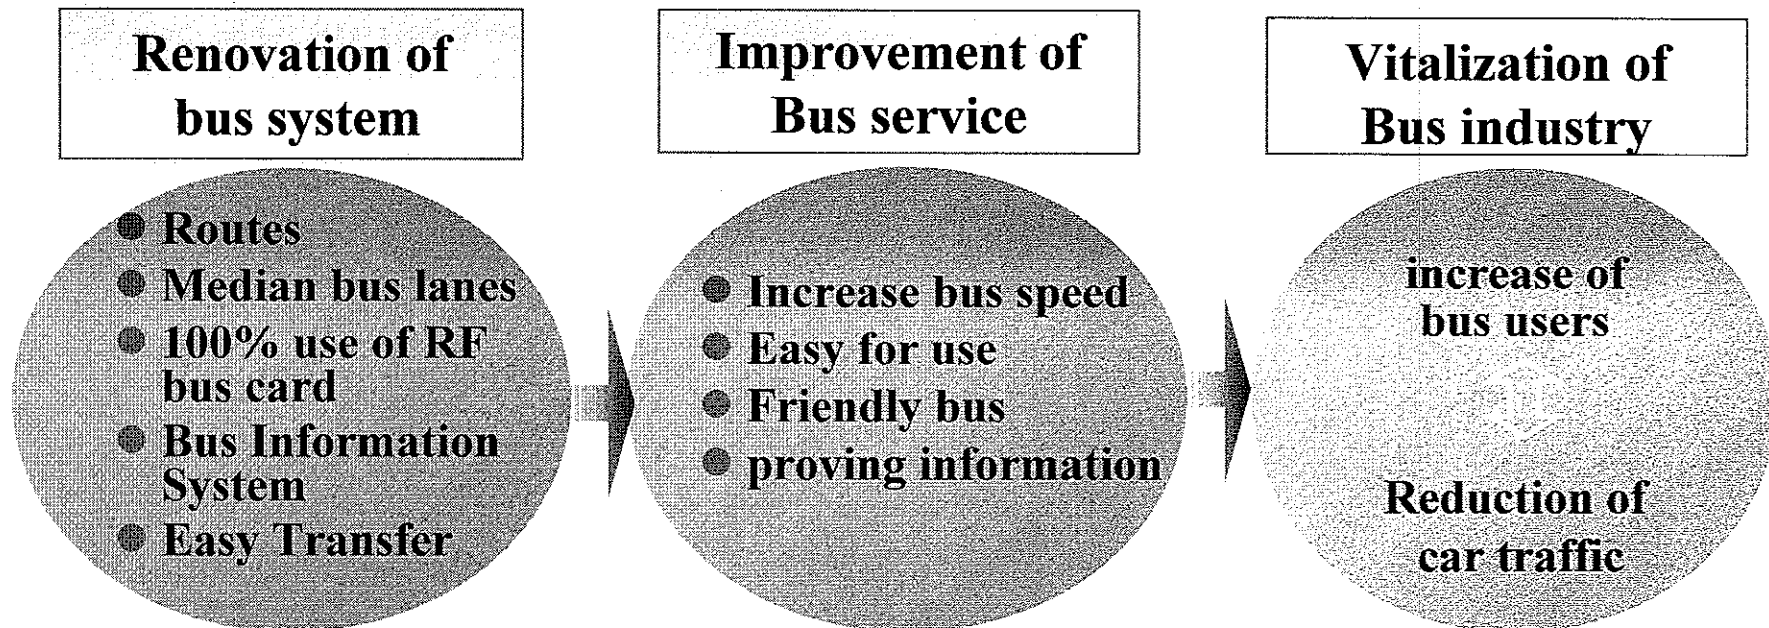 Renovation of
bus system
Improvement of
Bus service
Vitalization of
Bus industry
Routes
Median bus lanes
100% use of RF
bus card
Bus Information
System
Easy Transfer
Increase bus speed
Easy for use
Friendly bus
proving information
increase of
bus users
Reduction of
car traffic